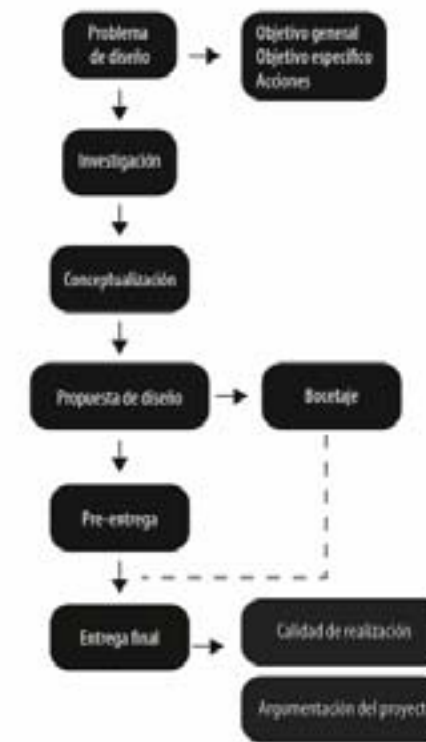 Problema
de diseño
Objetivo general
Objetivo específico
Acciones
Investigación
Conceptualización
Propuesta de diseño
Bocetaje
Pre-entrega
Entrega final
Calidad de realización
Argumentación del proyect